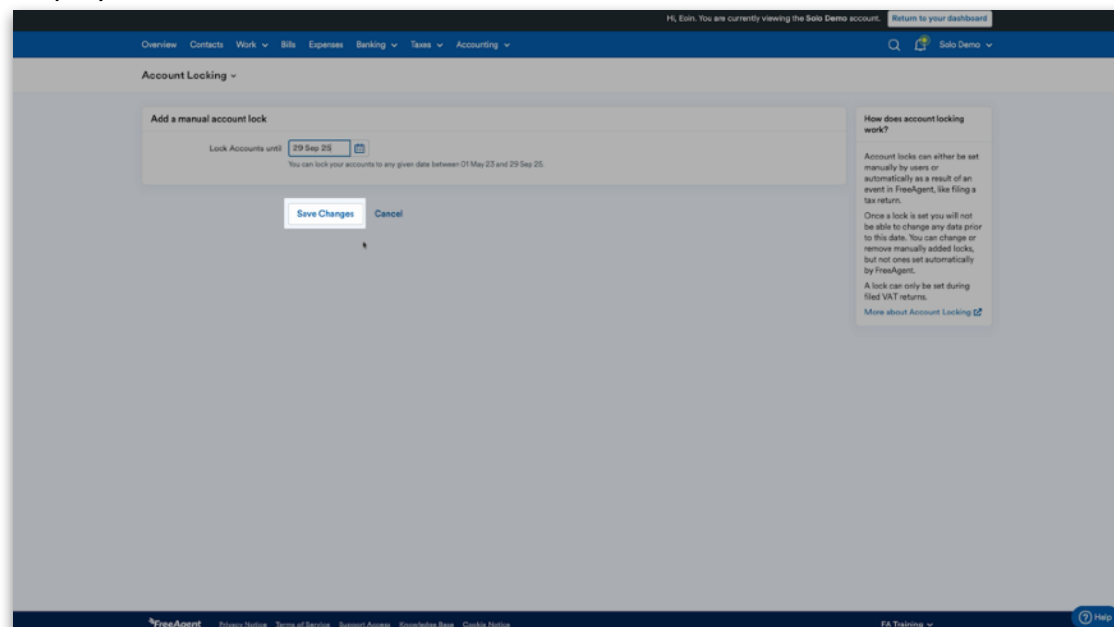 Hi, Eoin. You are currently viewing the Solo Demo account. Return to your dashboard
Overview Contacts Work Bills Expenses Banking Taxes Accounting Solo Demo
Account Locking
Add a manual account lock
Lock Accounts until 29 Sep 25
You can lock your accounts to any given date between 01 May 23 and 29 Sep 25.
Save Changes Cancel
How does account locking
work?
Account locks can either be set
manually by users or
automatically as a result of an
event in FreeAgent, like filing a
tax return.
Once a lock is set you will not
be able to change any data prior
to this date. You can change or
remove manually added locks,
but not ones set automatically
by FreeAgent.
A lock can only be set during
filed VAT returns.
More about Account Locking
FreeAgent Privacy Notice Terms of Service Support Access Knowledge Base Cookie Notice FA Training
Help